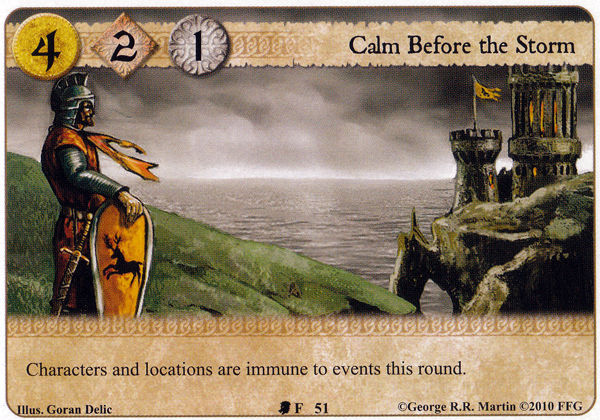 4 2 1 Calm Before the Storm
Characters and locations are immune to events this round.
Illus. Goran Delic F 51 ©George R.R. Martin ©2010 FFG